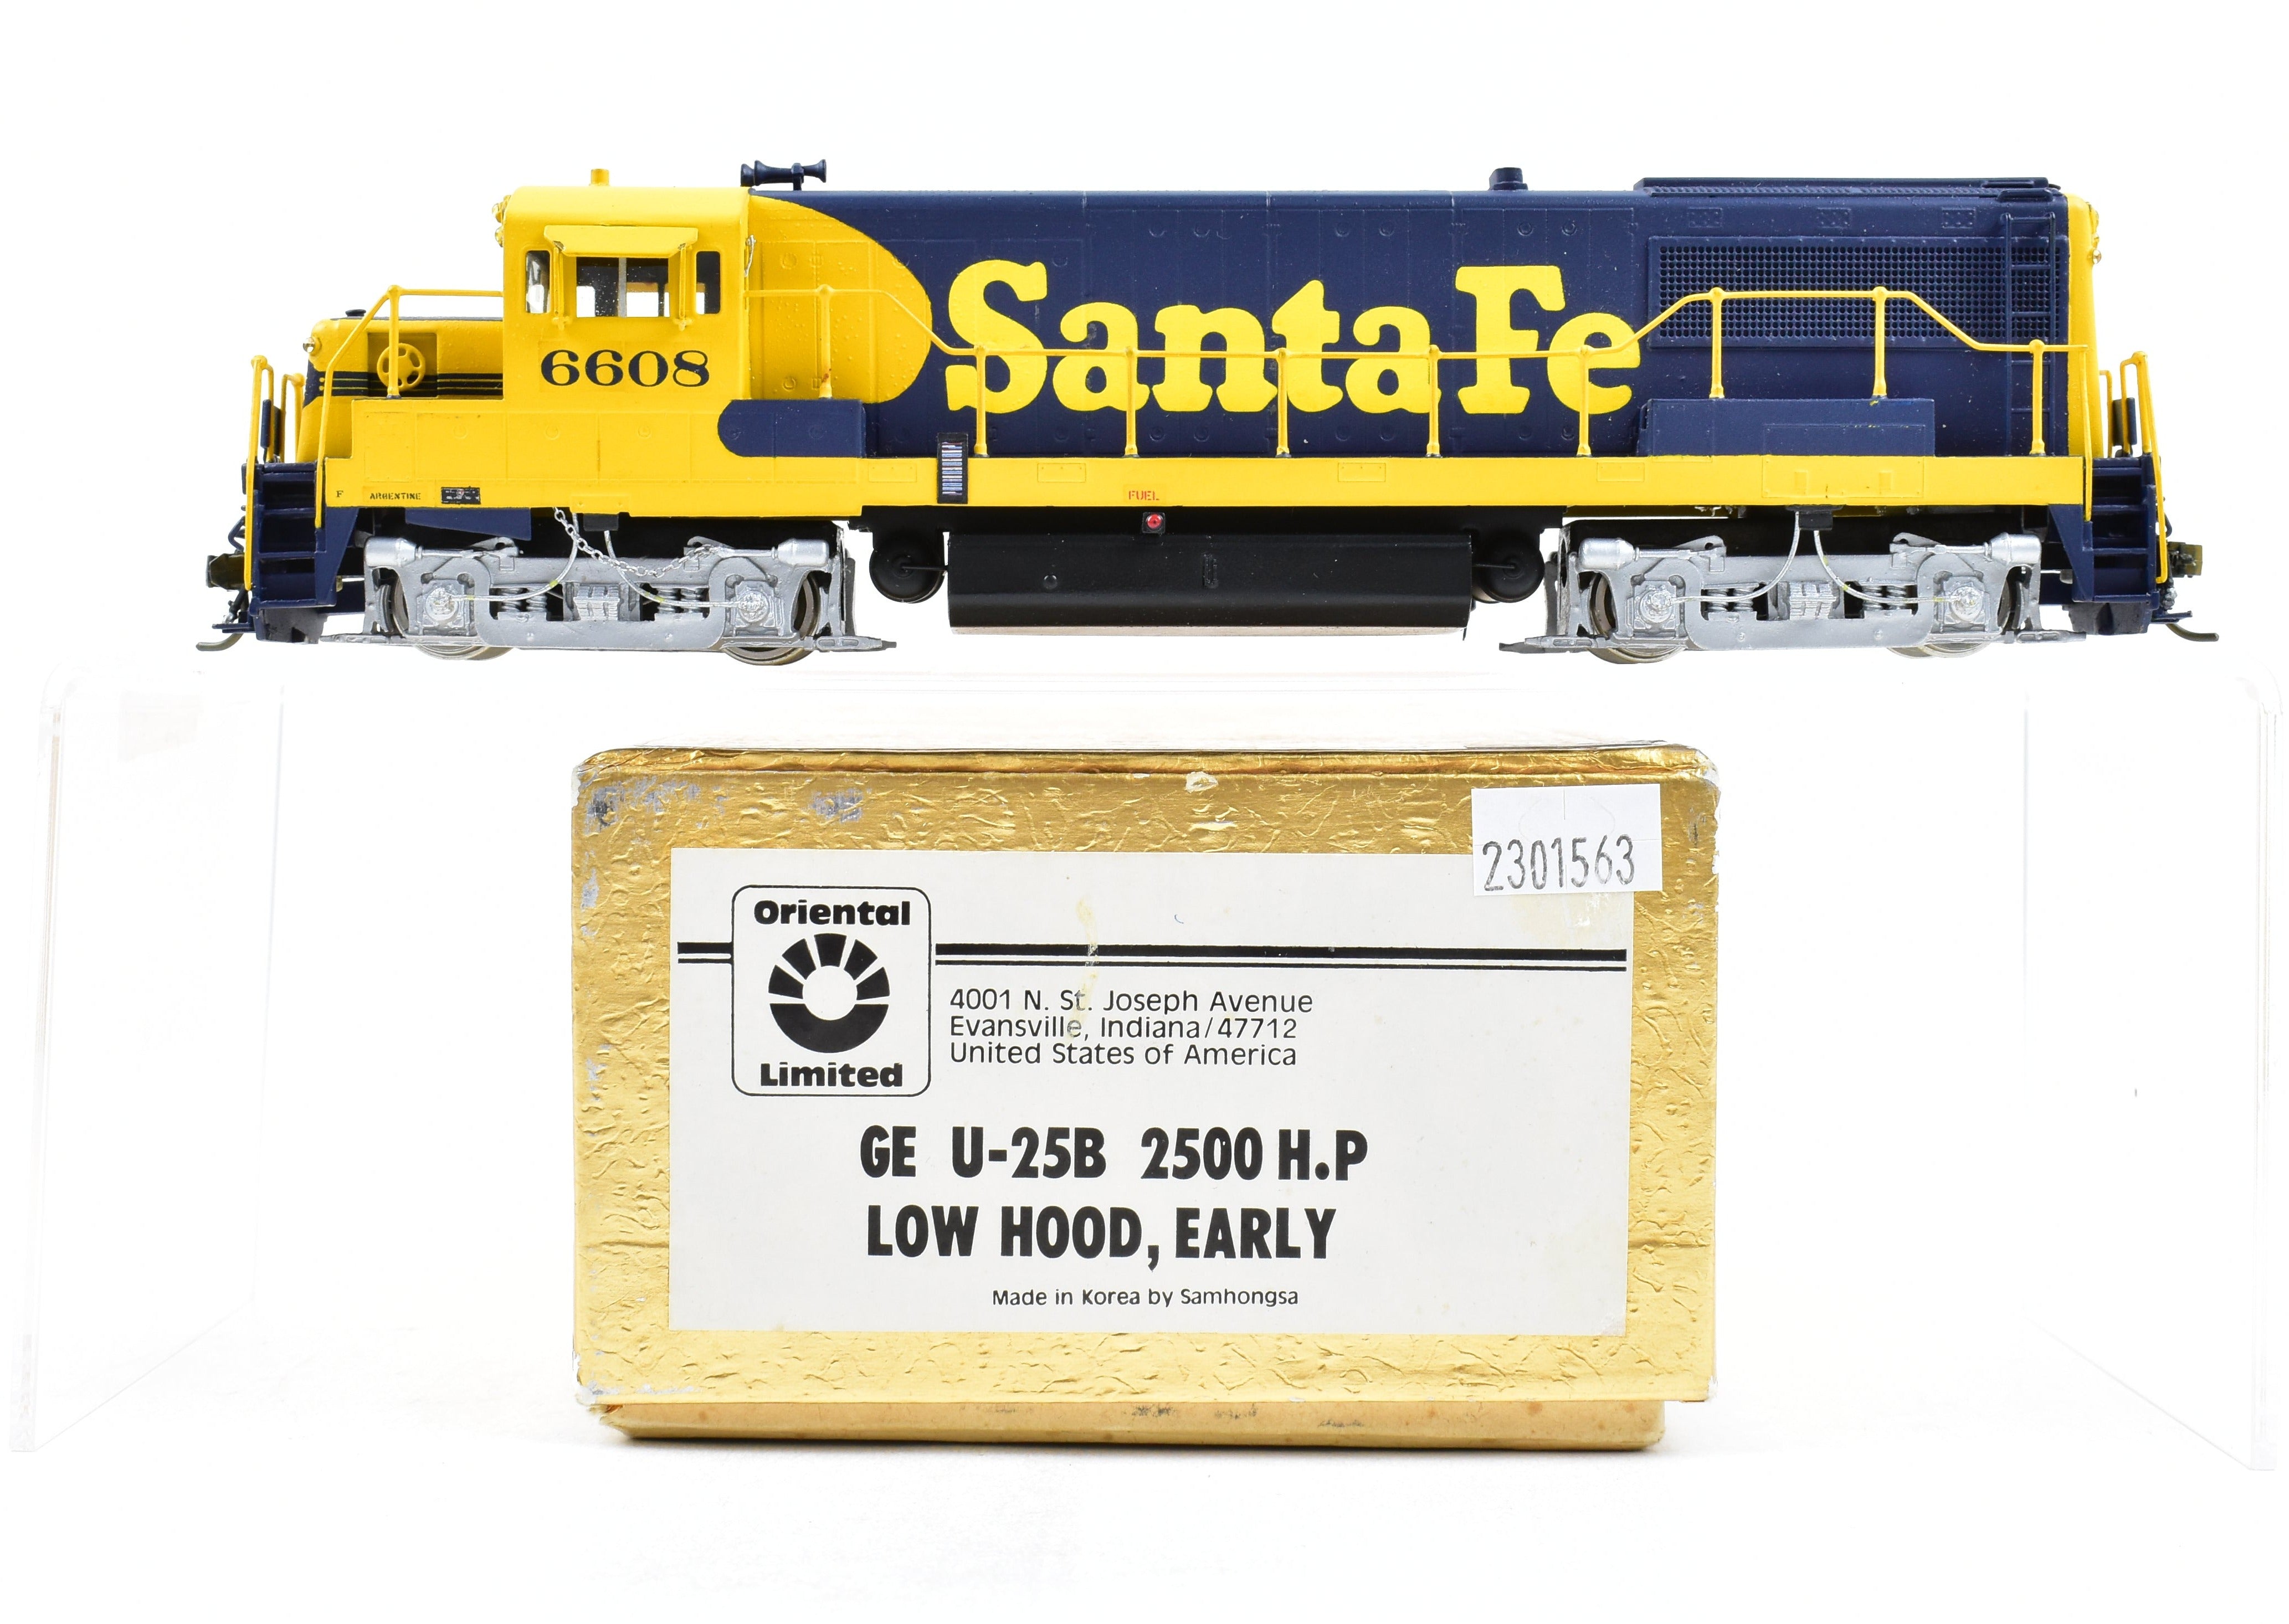 Santa Fe
6608
F ARGENTINE
FUEL
2301563
Oriental
Limited
4001 N. St. Joseph Avenue
Evansville, Indiana/47712
United States of America
GE U-25B 2500 H.P
LOW HOOD, EARLY
Made in Korea by Samhongsa